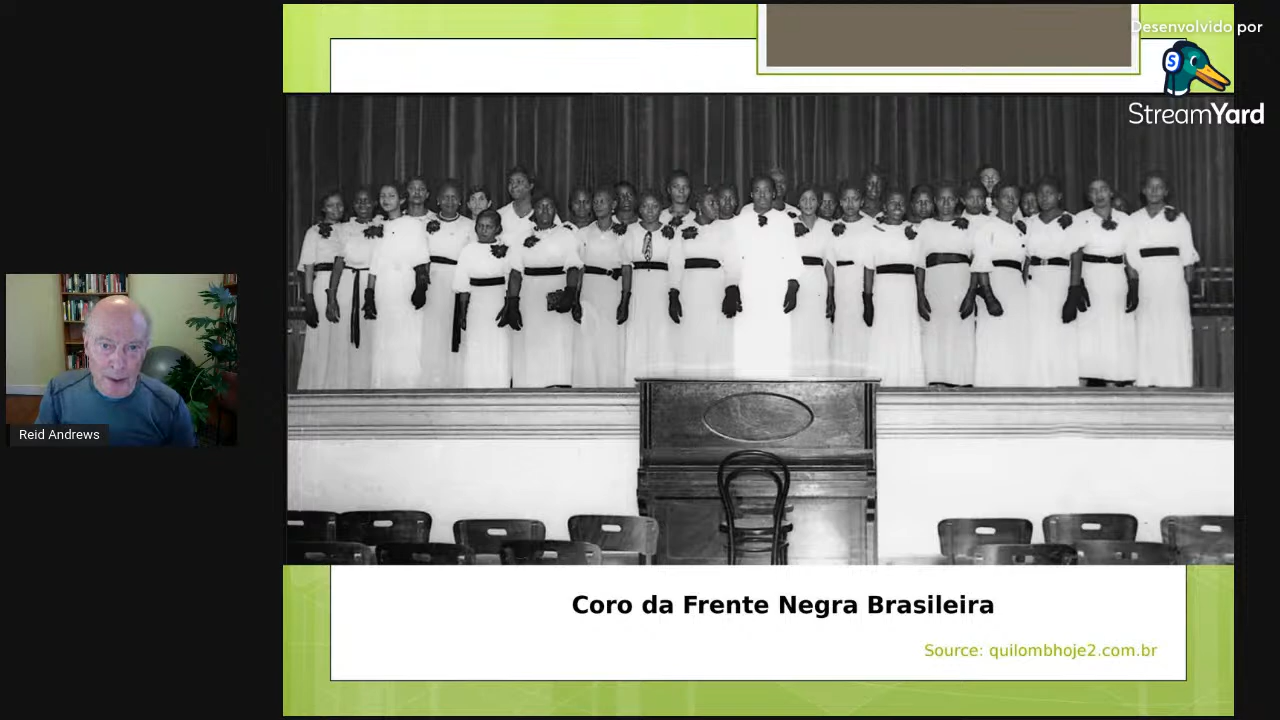 Desenvolvido por
StreamYard
Reid Andrews
Coro da Frente Negra Brasileira
Source: quilombhoje2.com.br